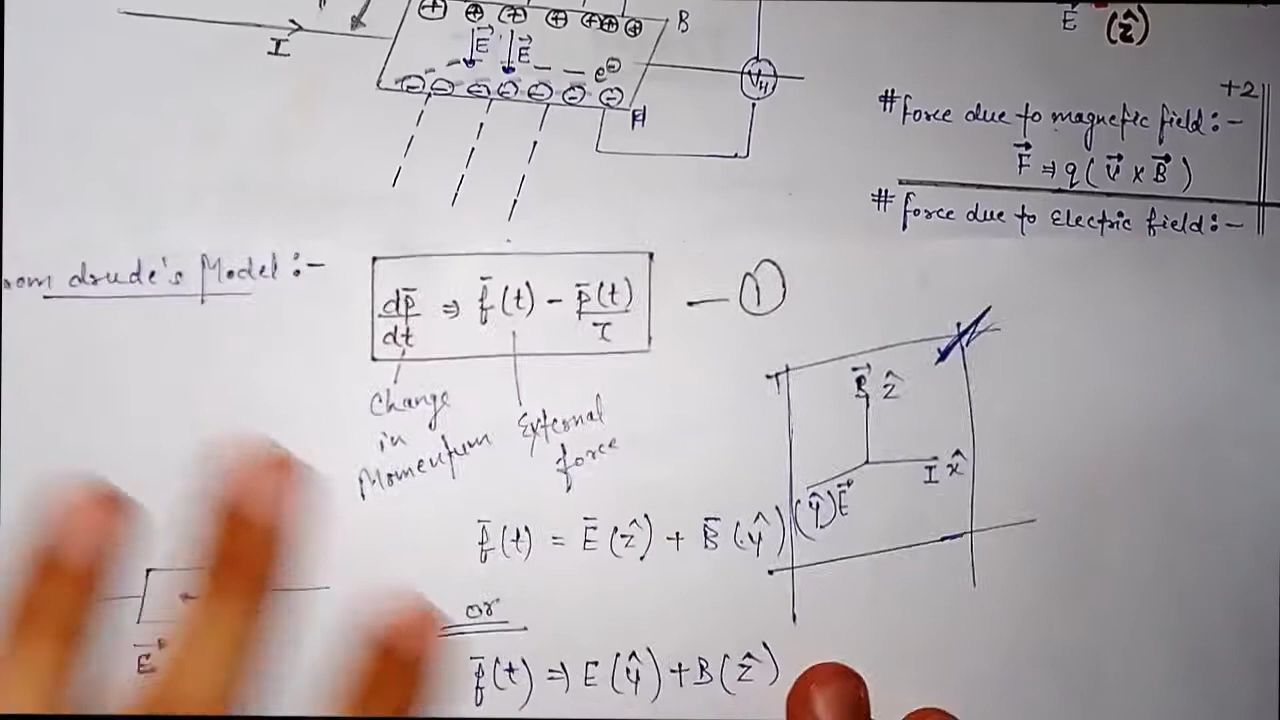 ⊕ ⊕ ⊕ ⊕ ⊕ ⊕ ⊕ B
I
E⃗ E⃗
e⊖
⊖ ⊖ ⊖ ⊖ ⊖ ⊖ ⊖ A
V_H
E⃗ (ẑ)
+2
# force due to magnetic field:-
F⃗ ⇒ q(v⃗ × B⃗)
# force due to Electric field:-
rom drude's Model:-
dp̄/dt ⇒ f̄(t) - p̄(t)/τ — ①
Change
in
Momentum
External
force
B⃗ ẑ
I x̂
(ŷ) E⃗
f̄(t) = Ē(ẑ) + B̄(ŷ)
or
f̄(t) ⇒ E(ŷ) + B(ẑ)
E⃗